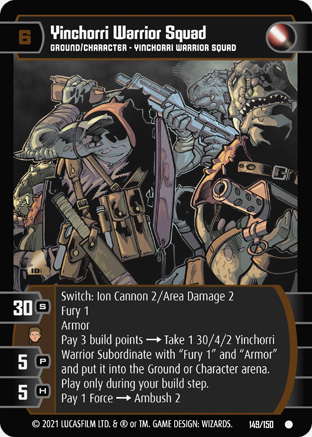 6
Yinchorri Warrior Squad
GROUND/CHARACTER - YINCHORRI WARRIOR SQUAD
ID
30 S
5 P
5 H
Switch: Ion Cannon 2/Area Damage 2
Fury 1
Armor
Pay 3 build points → Take 1 30/4/2 Yinchorri
Warrior Subordinate with “Fury 1” and “Armor”
and put it into the Ground or Character arena.
Play only during your build step.
Pay 1 Force → Ambush 2
© 2021 LUCASFILM LTD. & ® or TM. GAME DESIGN: WIZARDS.
149/150